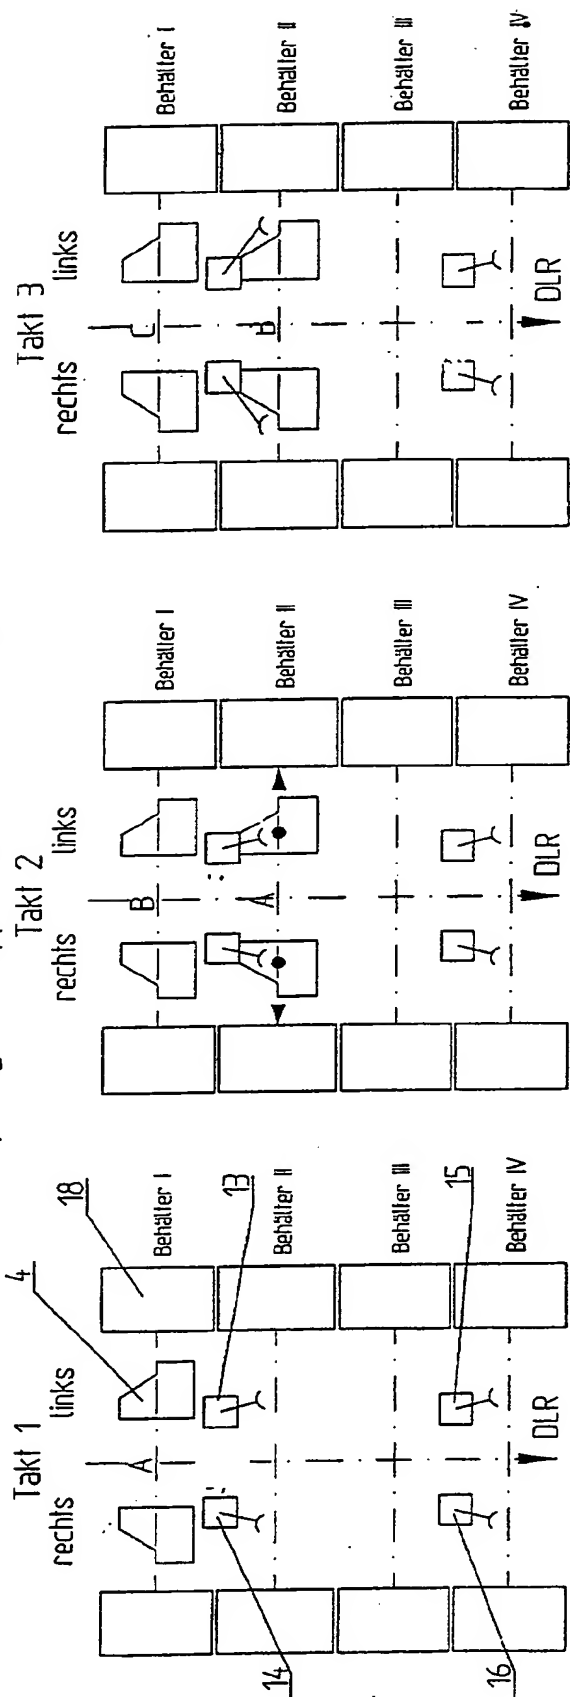 Takt 1
rechts
links
4
18
A
Behälter I
13
Behälter II
14
Behälter III
15
Behälter IV
16
DLR
Takt 2
rechts
links
B
Behälter I
A
Behälter II
Behälter III
Behälter IV
DLR
Takt 3
rechts
links
C
Behälter I
B
Behälter II
Behälter III
Behälter IV
DLR